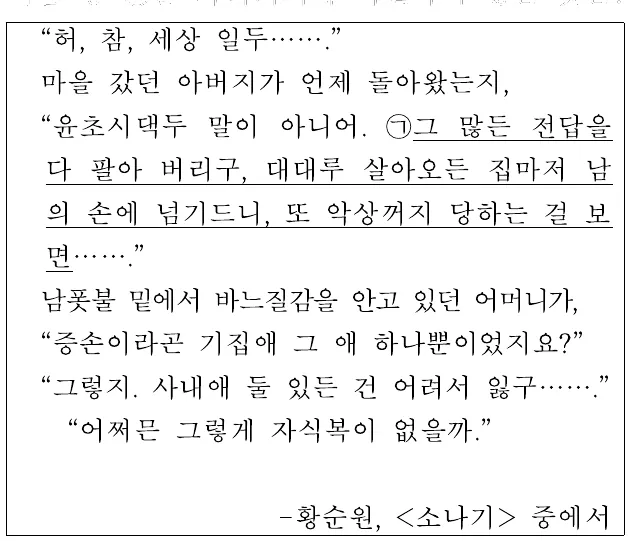 “허, 참, 세상 일두…….”
마을 갔던 아버지가 언제 돌아왔는지,
“윤초시댁두 말이 아니어. ㉠그 많든 전답을
다 팔아 버리구, 대대루 살아오든 집마저 남
의 손에 넘기드니, 또 악상꺼지 당하는 걸 보
면…….”
남폿불 밑에서 바느질감을 안고 있던 어머니가,
“증손이라곤 기집애 그 애 하나뿐이었지요?”
“그렇지. 사내애 둘 있든 건 어려서 잃구…….”
“어쩌믄 그렇게 자식복이 없을까.”
-황순원, <소나기> 중에서